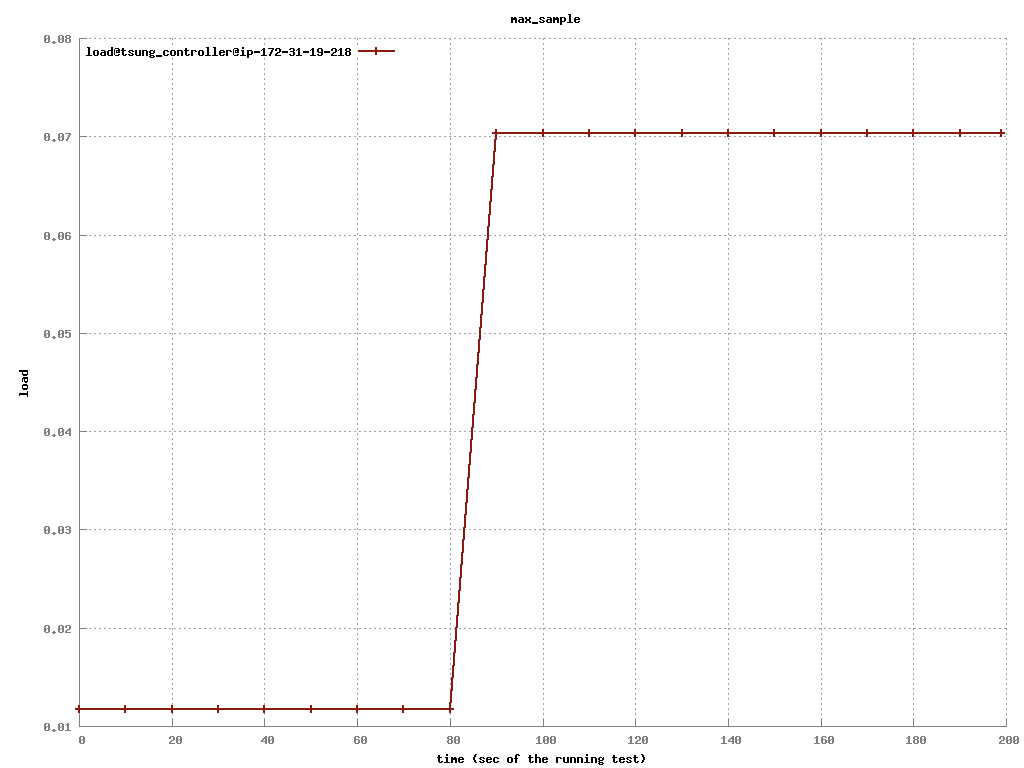 max_sample
load@tsung_controller@ip-172-31-19-218
0.08
0.07
0.06
0.05
0.04
0.03
0.02
0.01
load
0 20 40 60 80 100 120 140 160 180 200
time (sec of the running test)